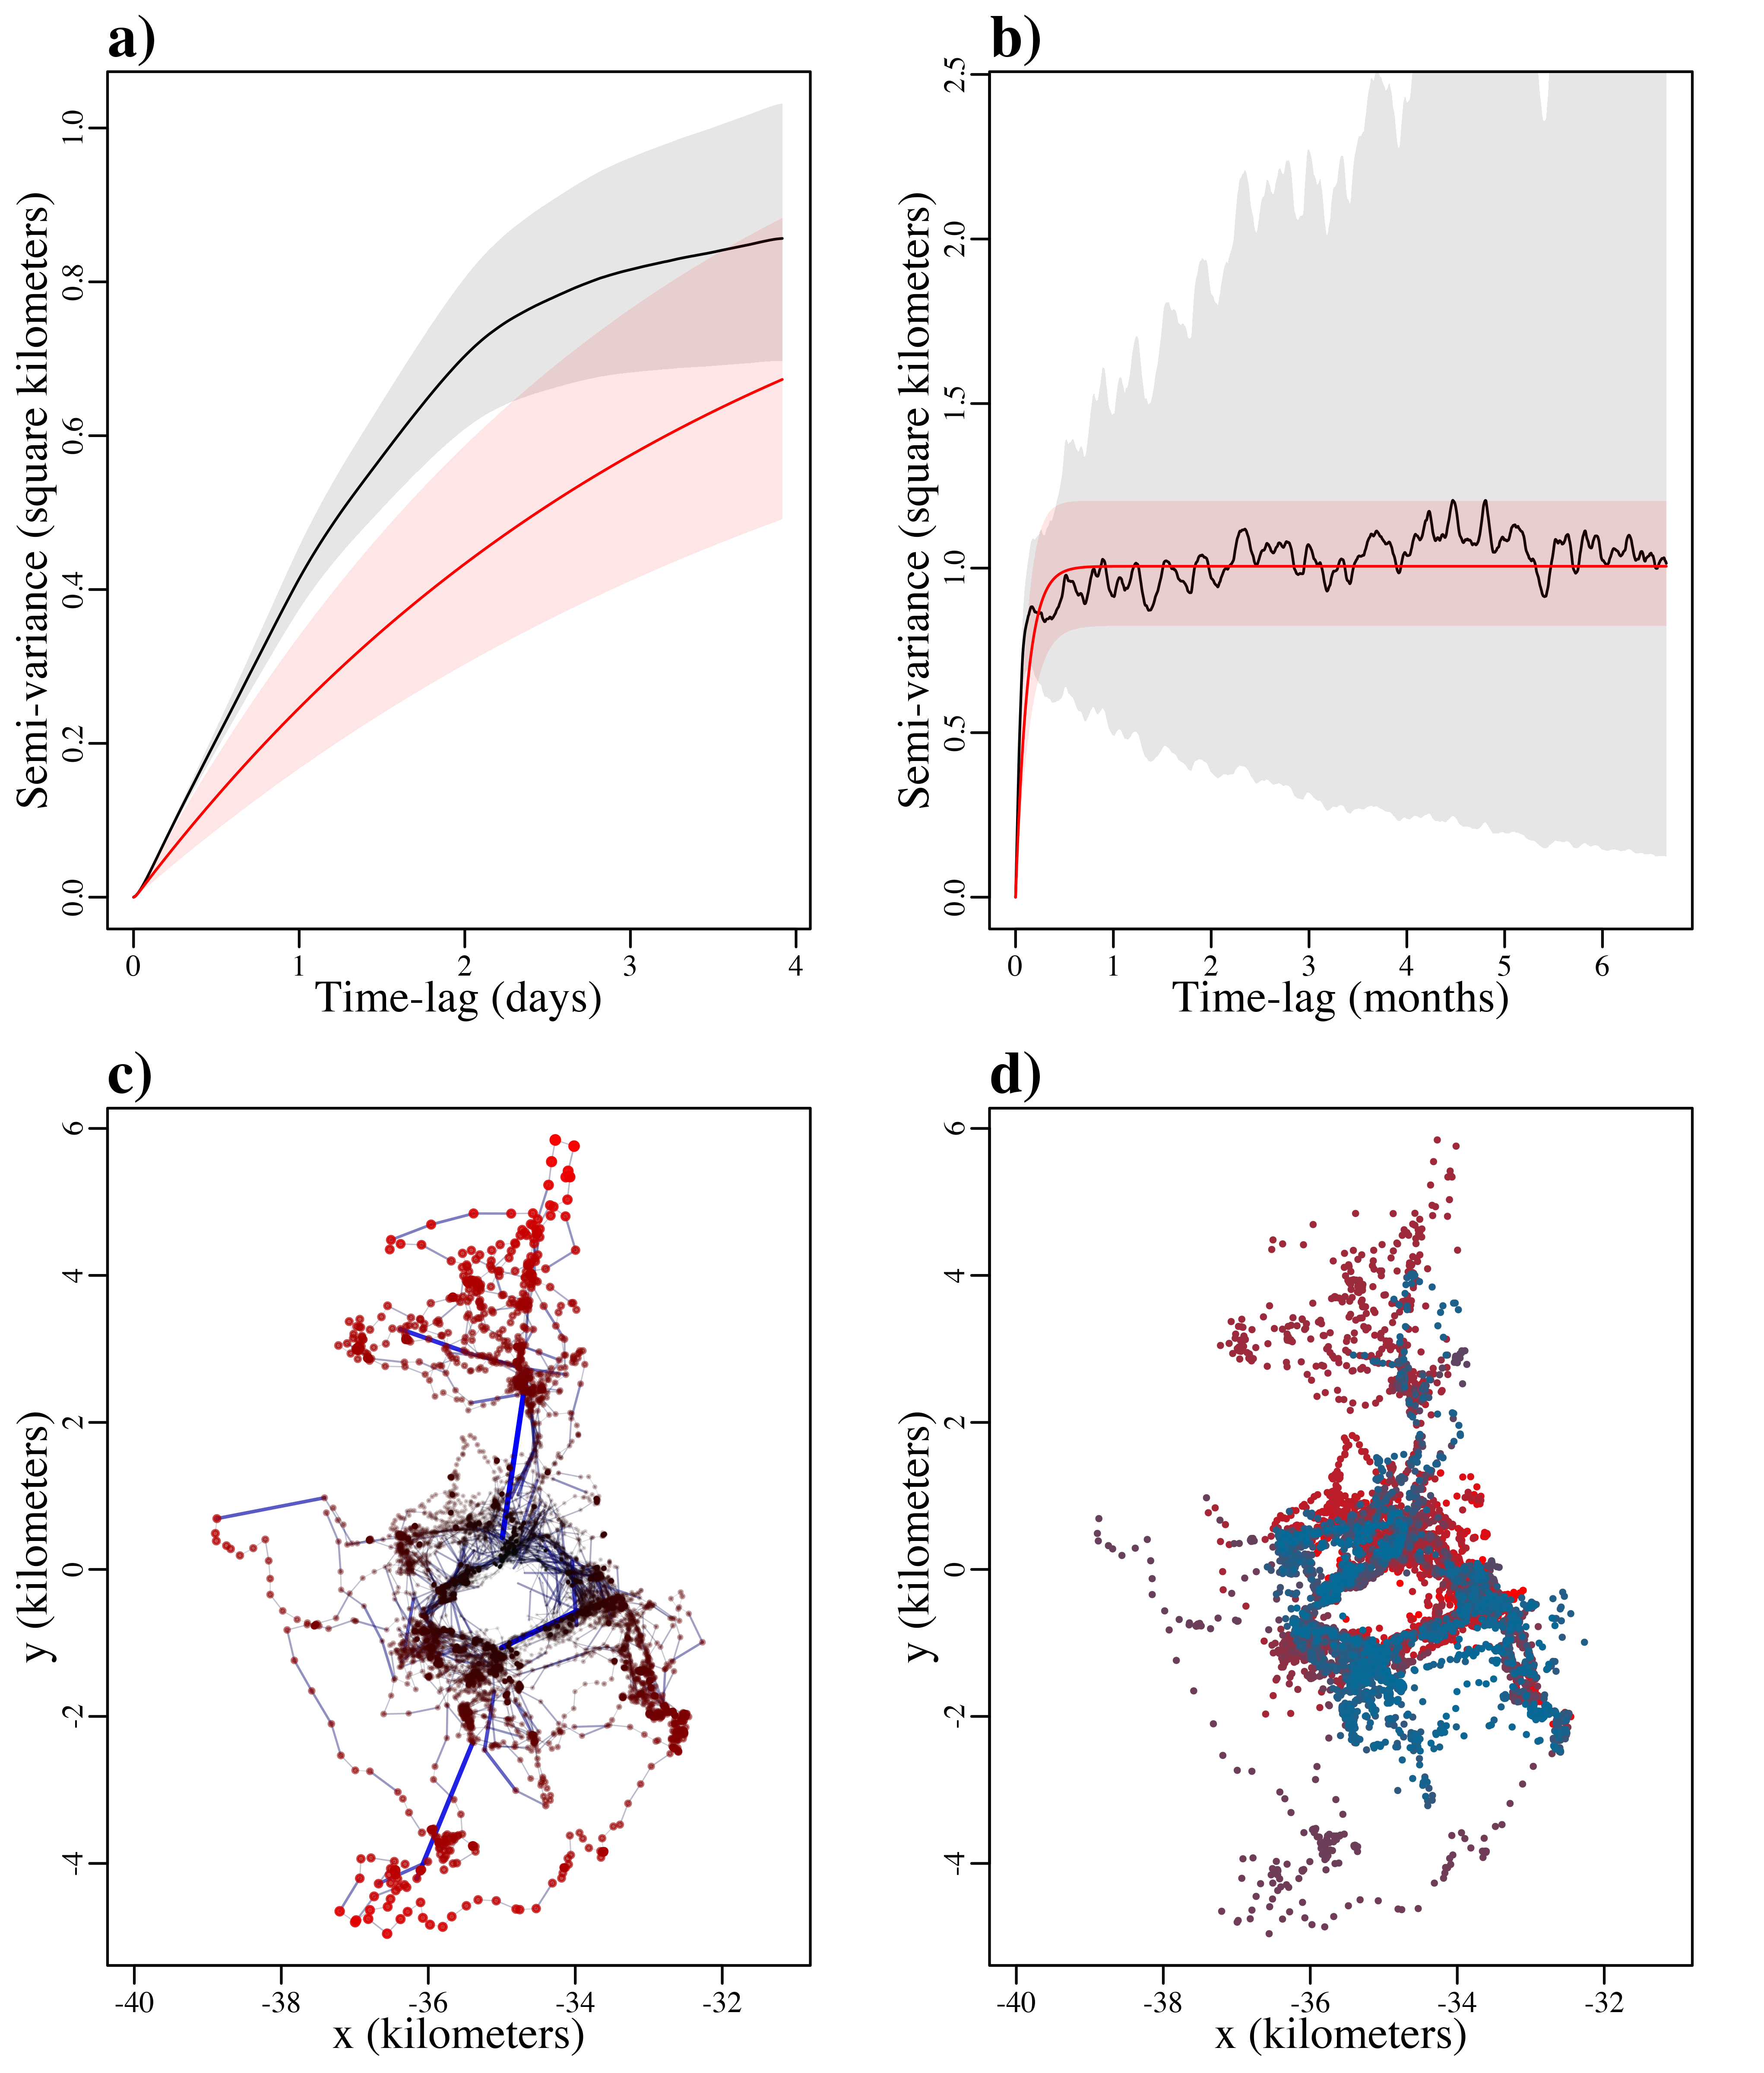 a)
Semi-variance (square kilometers)
1.0
0.8
0.6
0.4
0.2
0.0
0 1 2 3 4
Time-lag (days)
b)
Semi-variance (square kilometers)
2.5
2.0
1.5
1.0
0.5
0.0
0 1 2 3 4 5 6
Time-lag (months)
c)
y (kilometers)
6
4
2
0
-2
-4
-40 -38 -36 -34 -32
x (kilometers)
d)
y (kilometers)
6
4
2
0
-2
-4
-40 -38 -36 -34 -32
x (kilometers)